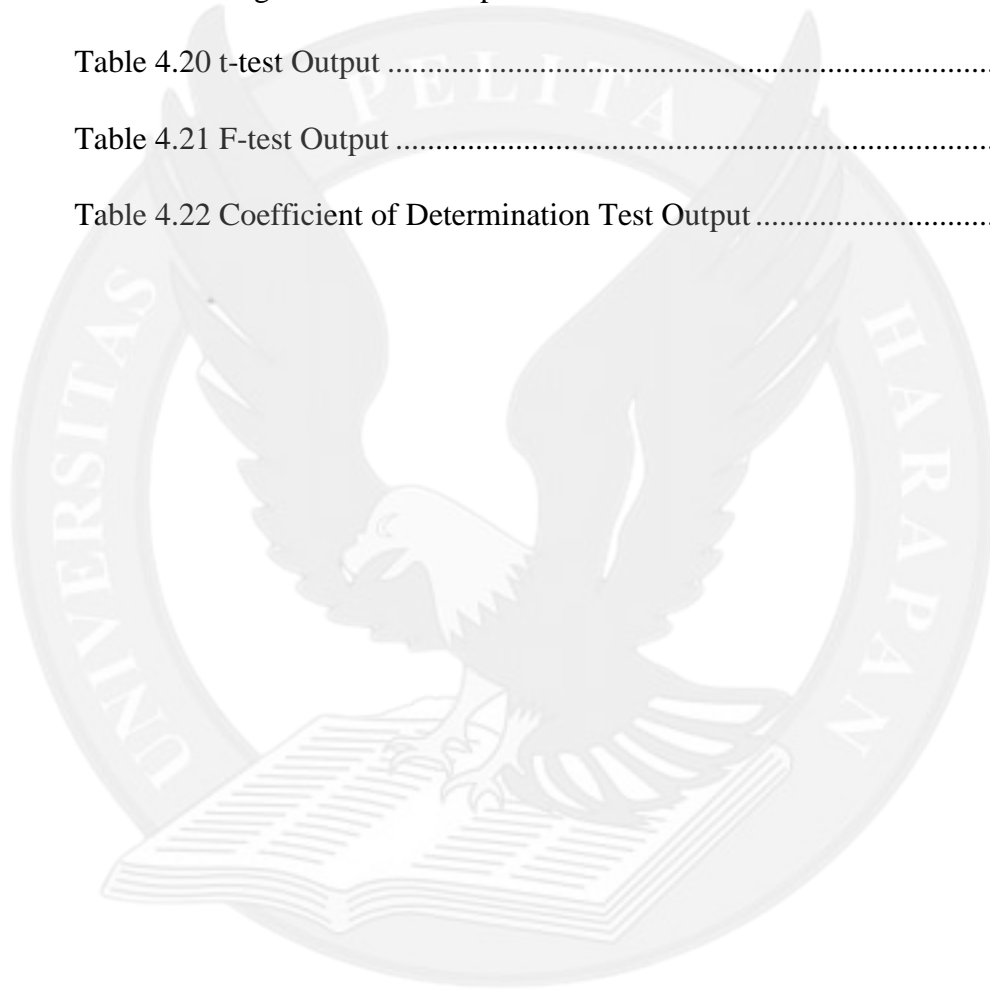 Table 4.20 t-test Output ........................................................................
Table 4.21 F-test Output .......................................................................
Table 4.22 Coefficient of Determination Test Output ............................
UNIVERSITAS PELITA HARAPAN